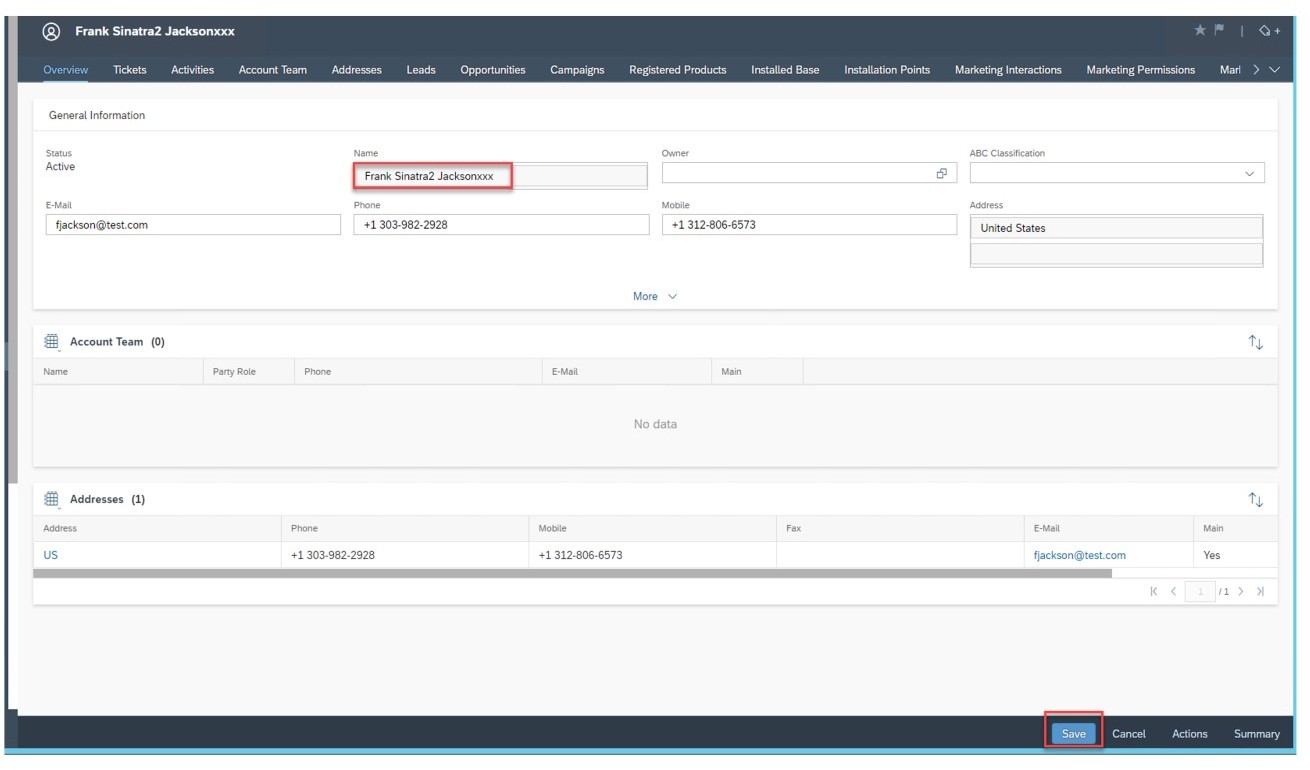 Frank Sinatra2 Jacksonxxx
Overview Tickets Activities Account Team Addresses Leads Opportunities Campaigns Registered Products Installed Base Installation Points Marketing Interactions Marketing Permissions Marl
General Information
Status Name Owner ABC Classification
Active
Frank Sinatra2 Jacksonxxx
E-Mail Phone Mobile Address
fjackson@test.com +1 303-982-2928 +1 312-806-6573 United States
More
Account Team (0)
Name Party Role Phone E-Mail Main
No data
Addresses (1)
Address Phone Mobile Fax E-Mail Main
US +1 303-982-2928 +1 312-806-6573 fjackson@test.com Yes
1 / 1
Save Cancel Actions Summary